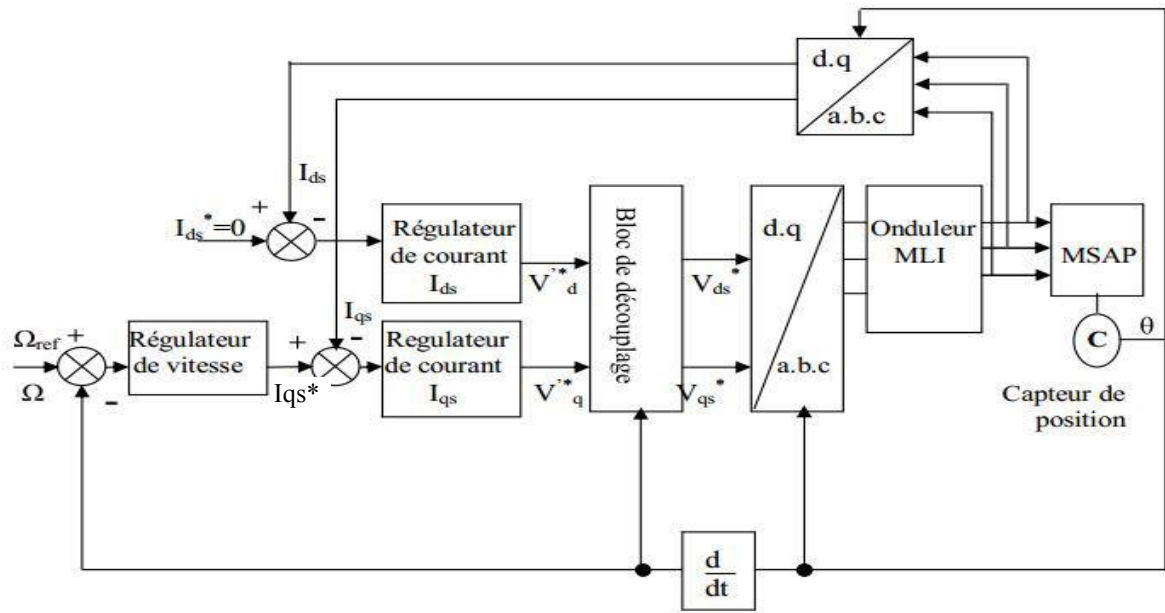 d.q
a.b.c
I_ds
+
-
I_ds*=0
Régulateur
de courant
I_ds
V'*_d
Bloc de découplage
V_ds*
d.q
a.b.c
Onduleur
MLI
MSAP
I_qs
Ω_ref
+
Ω
-
Régulateur
de vitesse
+
-
Iqs*
Regulateur
de courant
I_qs
V'*_q
V_qs*
C
θ
Capteur de
position
d
dt